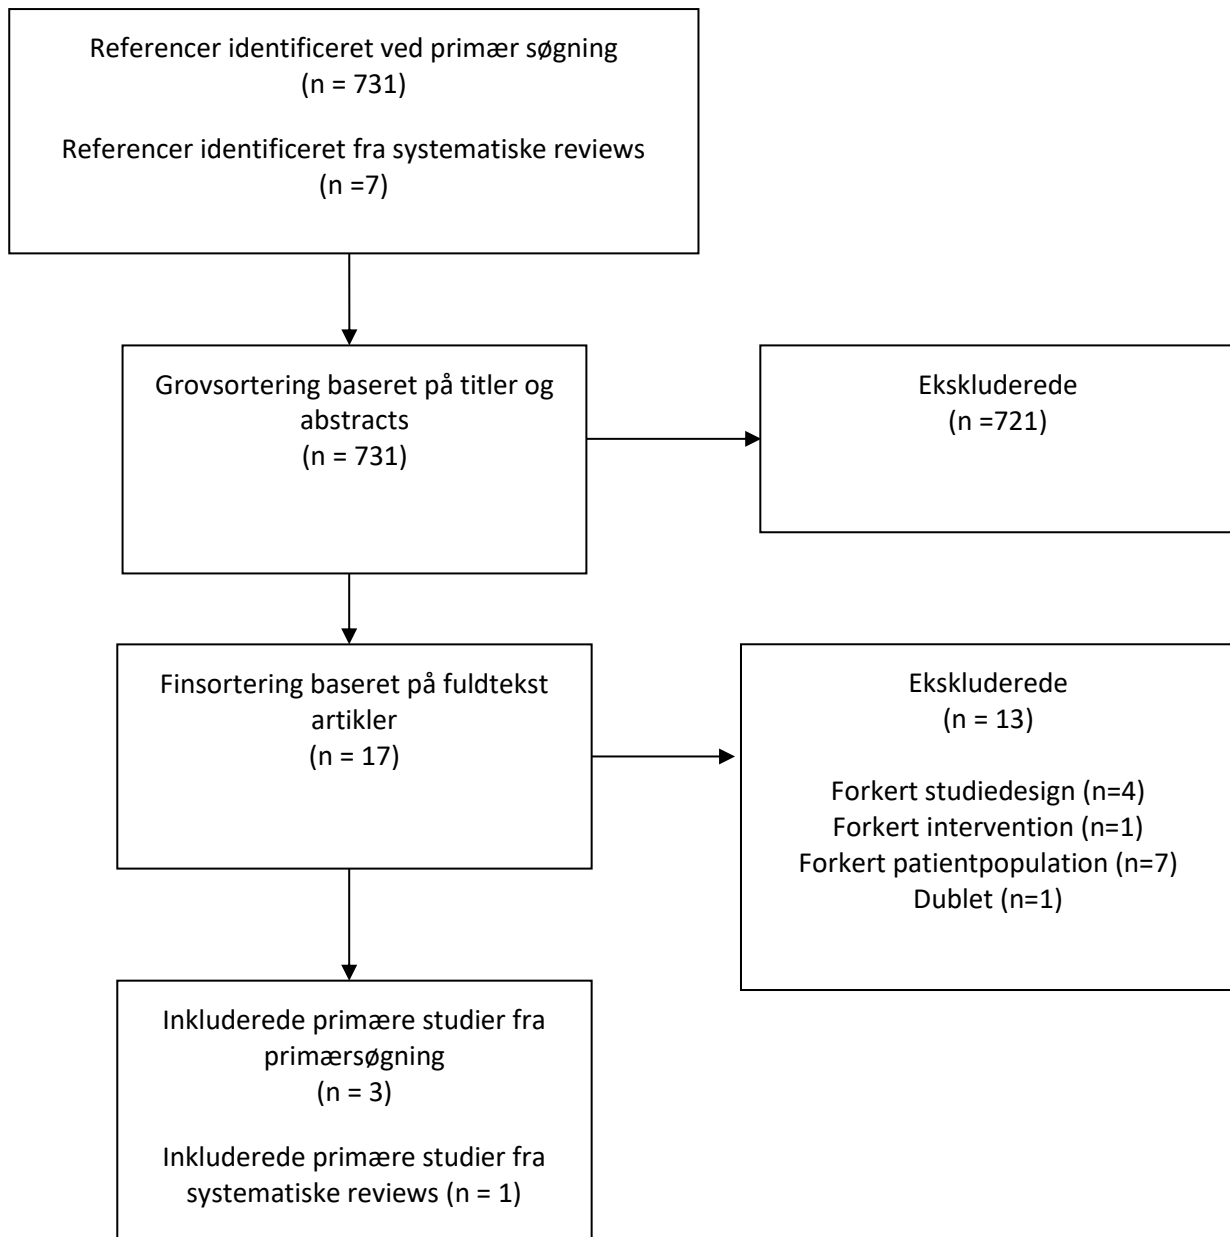 Referencer identificeret ved primær søgning
(n = 731)
Referencer identificeret fra systematiske reviews
(n =7)
Grovsortering baseret på titler og
abstracts
(n = 731)
Ekskluderede
(n =721)
Finsortering baseret på fuldtekst
artikler
(n = 17)
Ekskluderede
(n = 13)
Forkert studiedesign (n=4)
Forkert intervention (n=1)
Forkert patientpopulation (n=7)
Dublet (n=1)
Inkluderede primære studier fra
primærsøgning
(n = 3)
Inkluderede primære studier fra
systematiske reviews (n = 1)